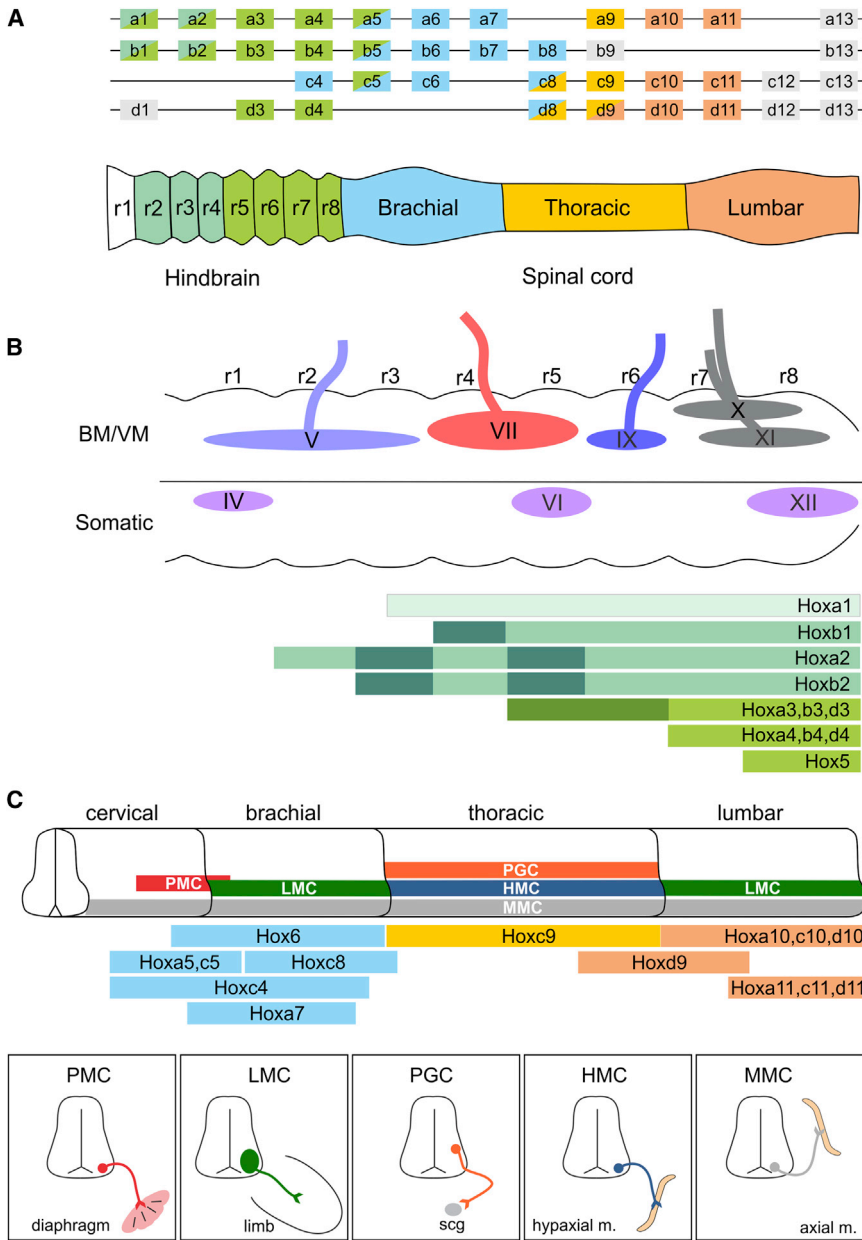 A
a1 a2 a3 a4 a5 a6 a7 a9 a10 a11 a13
b1 b2 b3 b4 b5 b6 b7 b8 b9 b13
c4 c5 c6 c8 c9 c10 c11 c12 c13
d1 d3 d4 d8 d9 d10 d11 d12 d13
r1 r2 r3 r4 r5 r6 r7 r8 Brachial Thoracic Lumbar
Hindbrain Spinal cord
B
r1 r2 r3 r4 r5 r6 r7 r8
X
BM/VM V VII IX XI
IV VI XII
Somatic
Hoxa1
Hoxb1
Hoxa2
Hoxb2
Hoxa3,b3,d3
Hoxa4,b4,d4
Hox5
C
cervical brachial thoracic lumbar
PGC
PMC LMC HMC LMC
MMC
Hox6 Hoxc9 Hoxa10,c10,d10
Hoxa5,c5 Hoxc8 Hoxd9
Hoxc4 Hoxa11,c11,d11
Hoxa7
PMC LMC PGC HMC MMC
diaphragm limb scg hypaxial m. axial m.